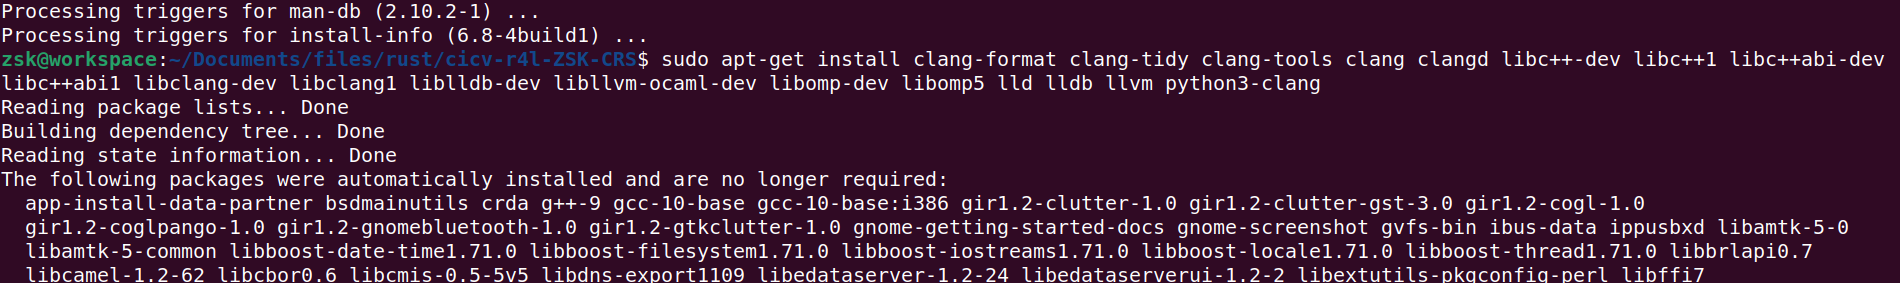 Processing triggers for man-db (2.10.2-1) ...
Processing triggers for install-info (6.8-4build1) ...
zsk@workspace:~/Documents/files/rust/cicv-r4l-ZSK-CRS$ sudo apt-get install clang-format clang-tidy clang-tools clang clangd libc++-dev libc++1 libc++abi-dev
libc++abi1 libclang-dev libclang1 liblldb-dev libllvm-ocaml-dev libomp-dev libomp5 lld lldb llvm python3-clang
Reading package lists... Done
Building dependency tree... Done
Reading state information... Done
The following packages were automatically installed and are no longer required:
  app-install-data-partner bsdmainutils crda g++-9 gcc-10-base gcc-10-base:i386 gir1.2-clutter-1.0 gir1.2-clutter-gst-3.0 gir1.2-cogl-1.0
  gir1.2-coglpango-1.0 gir1.2-gnomebluetooth-1.0 gir1.2-gtkclutter-1.0 gnome-getting-started-docs gnome-screenshot gvfs-bin ibus-data ippusbxd libamtk-5-0
  libamtk-5-common libboost-date-time1.71.0 libboost-filesystem1.71.0 libboost-iostreams1.71.0 libboost-locale1.71.0 libboost-thread1.71.0 libbrlapi0.7
  libcamel-1.2-62 libcbor0.6 libcmis-0.5-5v5 libdns-export1109 libedataserver-1.2-24 libedataserverui-1.2-2 libextutils-pkgconfig-perl libffi7